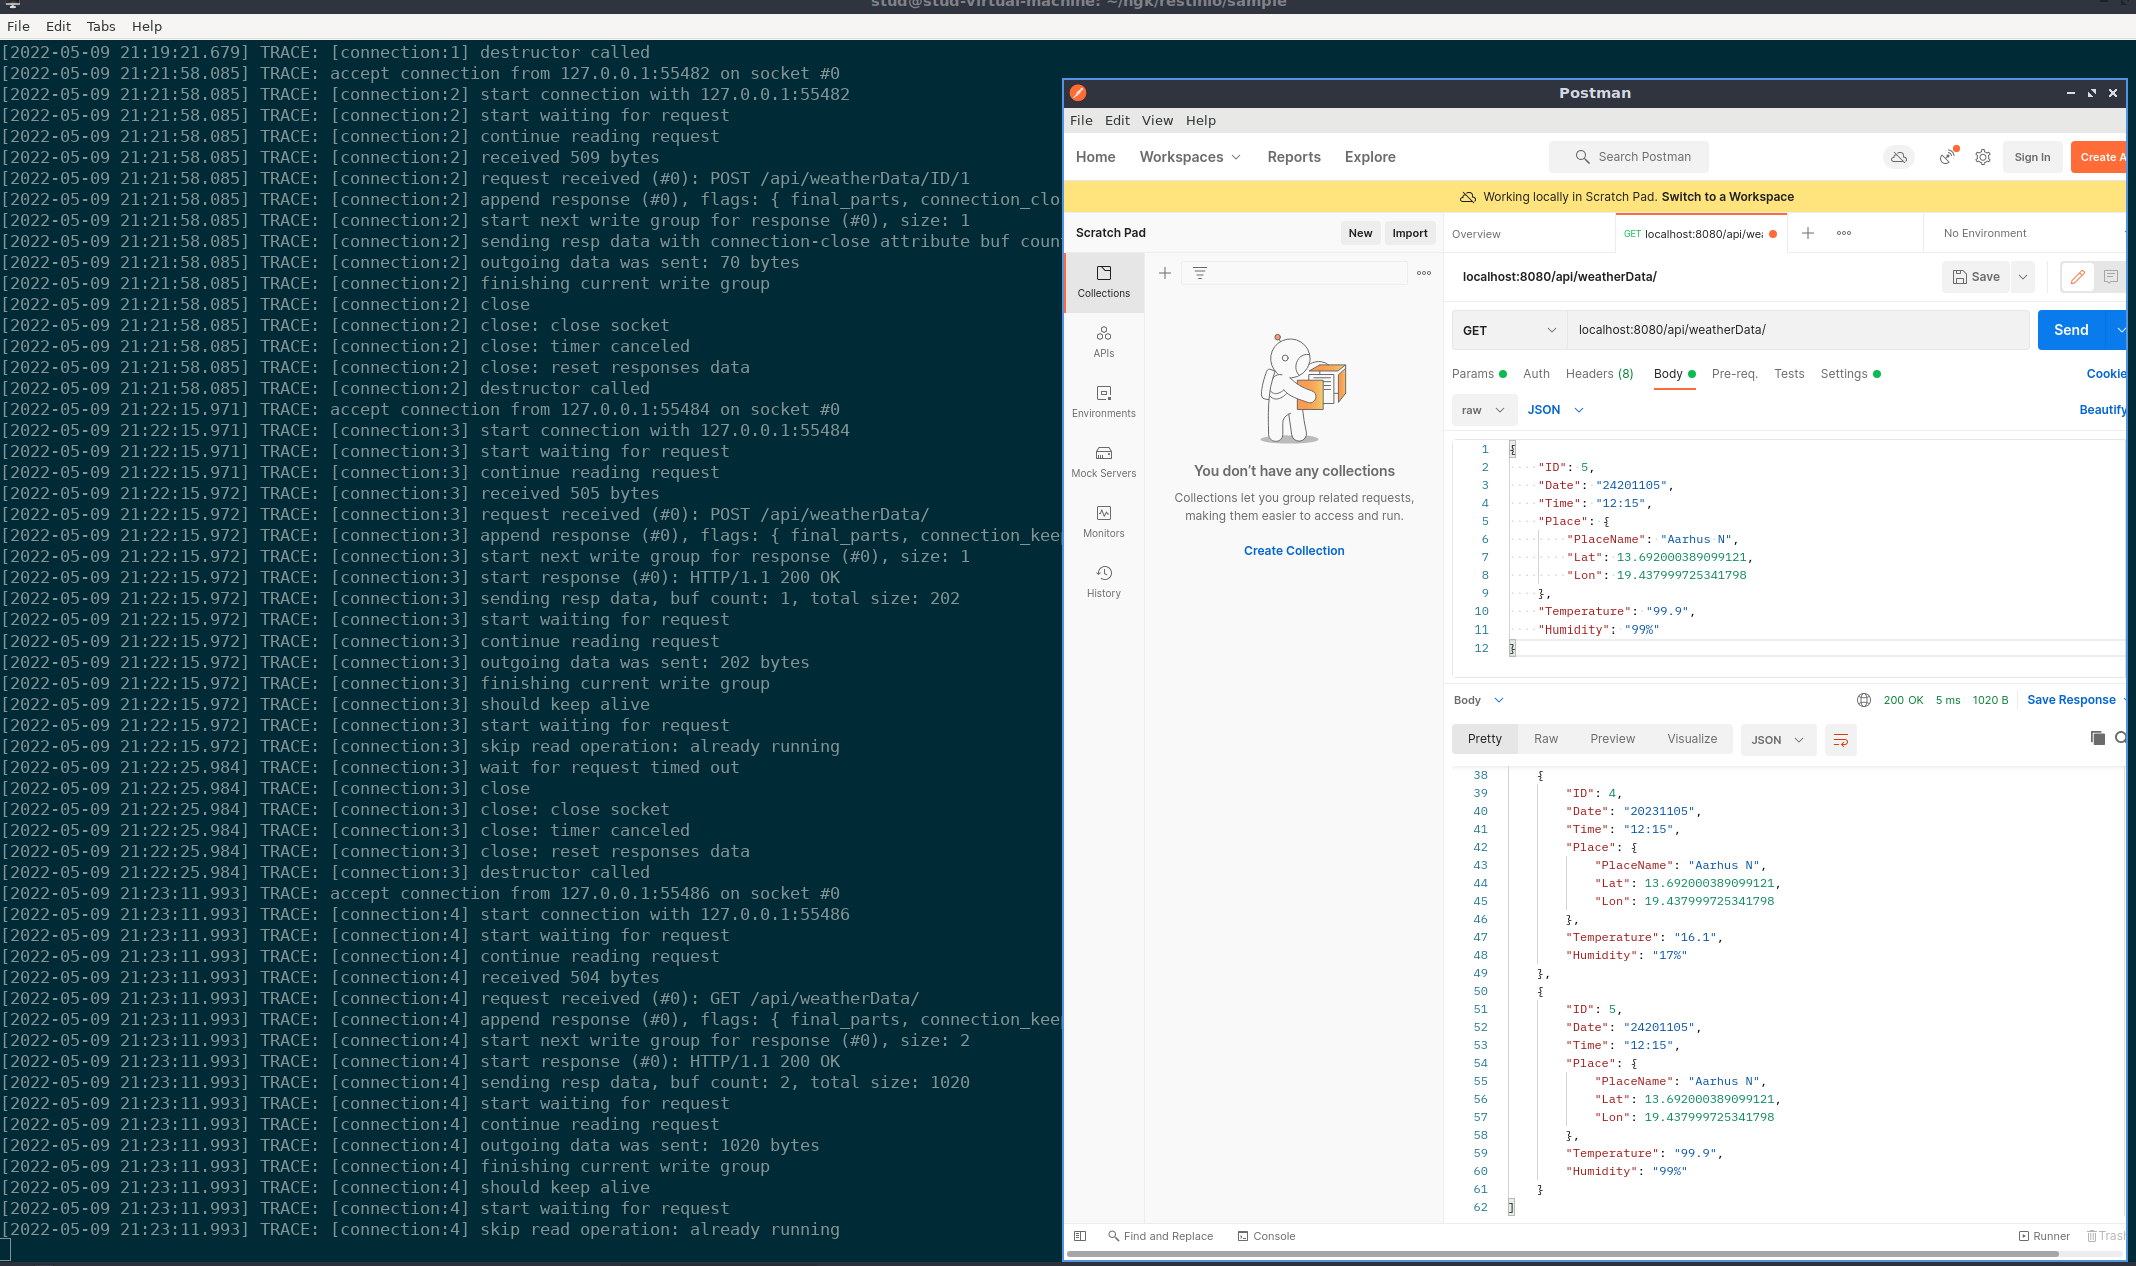 stud@stud-virtual-machine: ~/ngk/restinio/sample
File Edit Tabs Help
[2022-05-09 21:19:21.679] TRACE: [connection:1] destructor called
[2022-05-09 21:21:58.085] TRACE: accept connection from 127.0.0.1:55482 on socket #0
[2022-05-09 21:21:58.085] TRACE: [connection:2] start connection with 127.0.0.1:55482
[2022-05-09 21:21:58.085] TRACE: [connection:2] start waiting for request
[2022-05-09 21:21:58.085] TRACE: [connection:2] continue reading request
[2022-05-09 21:21:58.085] TRACE: [connection:2] received 509 bytes
[2022-05-09 21:21:58.085] TRACE: [connection:2] request received (#0): POST /api/weatherData/ID/1
[2022-05-09 21:21:58.085] TRACE: [connection:2] append response (#0), flags: { final_parts, connection_clo
[2022-05-09 21:21:58.085] TRACE: [connection:2] start next write group for response (#0), size: 1
[2022-05-09 21:21:58.085] TRACE: [connection:2] sending resp data with connection-close attribute buf coun
[2022-05-09 21:21:58.085] TRACE: [connection:2] outgoing data was sent: 70 bytes
[2022-05-09 21:21:58.085] TRACE: [connection:2] finishing current write group
[2022-05-09 21:21:58.085] TRACE: [connection:2] close
[2022-05-09 21:21:58.085] TRACE: [connection:2] close: close socket
[2022-05-09 21:21:58.085] TRACE: [connection:2] close: timer canceled
[2022-05-09 21:21:58.085] TRACE: [connection:2] close: reset responses data
[2022-05-09 21:21:58.085] TRACE: [connection:2] destructor called
[2022-05-09 21:22:15.971] TRACE: accept connection from 127.0.0.1:55484 on socket #0
[2022-05-09 21:22:15.971] TRACE: [connection:3] start connection with 127.0.0.1:55484
[2022-05-09 21:22:15.971] TRACE: [connection:3] start waiting for request
[2022-05-09 21:22:15.971] TRACE: [connection:3] continue reading request
[2022-05-09 21:22:15.972] TRACE: [connection:3] received 505 bytes
[2022-05-09 21:22:15.972] TRACE: [connection:3] request received (#0): POST /api/weatherData/
[2022-05-09 21:22:15.972] TRACE: [connection:3] append response (#0), flags: { final_parts, connection_kee
[2022-05-09 21:22:15.972] TRACE: [connection:3] start next write group for response (#0), size: 1
[2022-05-09 21:22:15.972] TRACE: [connection:3] start response (#0): HTTP/1.1 200 OK
[2022-05-09 21:22:15.972] TRACE: [connection:3] sending resp data, buf count: 1, total size: 202
[2022-05-09 21:22:15.972] TRACE: [connection:3] start waiting for request
[2022-05-09 21:22:15.972] TRACE: [connection:3] continue reading request
[2022-05-09 21:22:15.972] TRACE: [connection:3] outgoing data was sent: 202 bytes
[2022-05-09 21:22:15.972] TRACE: [connection:3] finishing current write group
[2022-05-09 21:22:15.972] TRACE: [connection:3] should keep alive
[2022-05-09 21:22:15.972] TRACE: [connection:3] start waiting for request
[2022-05-09 21:22:15.972] TRACE: [connection:3] skip read operation: already running
[2022-05-09 21:22:25.984] TRACE: [connection:3] wait for request timed out
[2022-05-09 21:22:25.984] TRACE: [connection:3] close
[2022-05-09 21:22:25.984] TRACE: [connection:3] close: close socket
[2022-05-09 21:22:25.984] TRACE: [connection:3] close: timer canceled
[2022-05-09 21:22:25.984] TRACE: [connection:3] close: reset responses data
[2022-05-09 21:22:25.984] TRACE: [connection:3] destructor called
[2022-05-09 21:23:11.993] TRACE: accept connection from 127.0.0.1:55486 on socket #0
[2022-05-09 21:23:11.993] TRACE: [connection:4] start connection with 127.0.0.1:55486
[2022-05-09 21:23:11.993] TRACE: [connection:4] start waiting for request
[2022-05-09 21:23:11.993] TRACE: [connection:4] continue reading request
[2022-05-09 21:23:11.993] TRACE: [connection:4] received 504 bytes
[2022-05-09 21:23:11.993] TRACE: [connection:4] request received (#0): GET /api/weatherData/
[2022-05-09 21:23:11.993] TRACE: [connection:4] append response (#0), flags: { final_parts, connection_kee
[2022-05-09 21:23:11.993] TRACE: [connection:4] start next write group for response (#0), size: 2
[2022-05-09 21:23:11.993] TRACE: [connection:4] start response (#0): HTTP/1.1 200 OK
[2022-05-09 21:23:11.993] TRACE: [connection:4] sending resp data, buf count: 2, total size: 1020
[2022-05-09 21:23:11.993] TRACE: [connection:4] start waiting for request
[2022-05-09 21:23:11.993] TRACE: [connection:4] continue reading request
[2022-05-09 21:23:11.993] TRACE: [connection:4] outgoing data was sent: 1020 bytes
[2022-05-09 21:23:11.993] TRACE: [connection:4] finishing current write group
[2022-05-09 21:23:11.993] TRACE: [connection:4] should keep alive
[2022-05-09 21:23:11.993] TRACE: [connection:4] start waiting for request
[2022-05-09 21:23:11.993] TRACE: [connection:4] skip read operation: already running
Postman
File Edit View Help
Home Workspaces Reports Explore Search Postman Sign In Create A
Working locally in Scratch Pad. Switch to a Workspace
Scratch Pad New Import
Collections
APIs
Environments
Mock Servers
Monitors
History
You don't have any collections
Collections let you group related requests,
making them easier to access and run.
Create Collection
Overview GET localhost:8080/api/wea No Environment
localhost:8080/api/weatherData/ Save
GET localhost:8080/api/weatherData/ Send
Params Auth Headers (8) Body Pre-req. Tests Settings Cookie
raw JSON Beautify
1 {
2 "ID": 5,
3 "Date": "24201105",
4 "Time": "12:15",
5 "Place": {
6 "PlaceName": "Aarhus N",
7 "Lat": 13.692000389099121,
8 "Lon": 19.437999725341798
9 },
10 "Temperature": "99.9",
11 "Humidity": "99%"
12 }
Body 200 OK 5 ms 1020 B Save Response
Pretty Raw Preview Visualize JSON
38 {
39 "ID": 4,
40 "Date": "20231105",
41 "Time": "12:15",
42 "Place": {
43 "PlaceName": "Aarhus N",
44 "Lat": 13.692000389099121,
45 "Lon": 19.437999725341798
46 },
47 "Temperature": "16.1",
48 "Humidity": "17%"
49 },
50 {
51 "ID": 5,
52 "Date": "24201105",
53 "Time": "12:15",
54 "Place": {
55 "PlaceName": "Aarhus N",
56 "Lat": 13.692000389099121,
57 "Lon": 19.437999725341798
58 },
59 "Temperature": "99.9",
60 "Humidity": "99%"
61 }
62 ]
Find and Replace Console Runner Trash